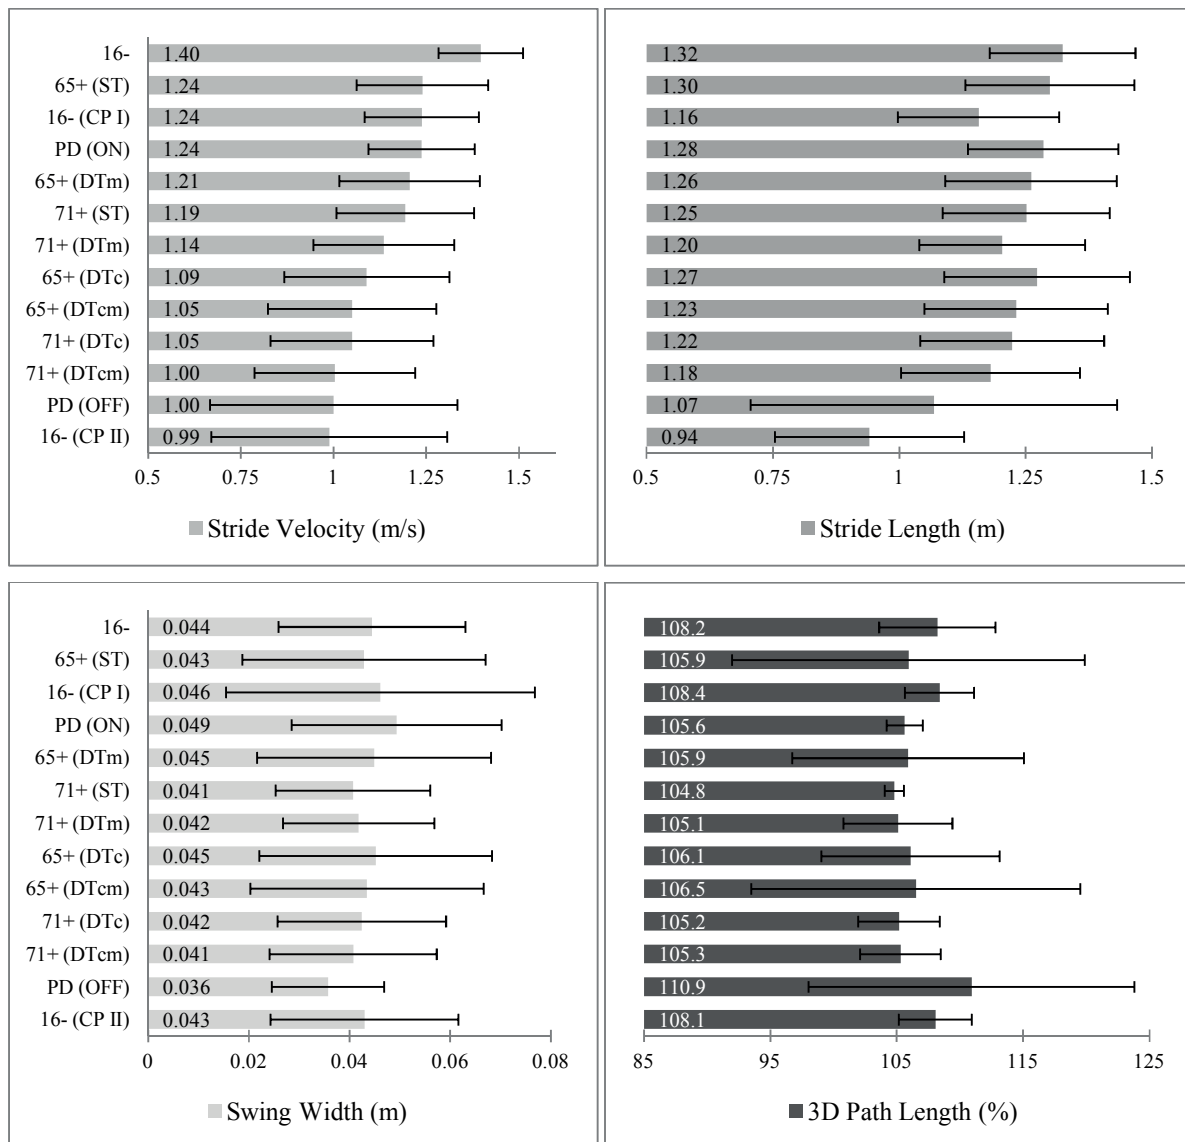 16- 1.40 1.32
65+ (ST) 1.24 1.30
16- (CP I) 1.24 1.16
PD (ON) 1.24 1.28
65+ (DTm) 1.21 1.26
71+ (ST) 1.19 1.25
71+ (DTm) 1.14 1.20
65+ (DTc) 1.09 1.27
65+ (DTcm) 1.05 1.23
71+ (DTc) 1.05 1.22
71+ (DTcm) 1.00 1.18
PD (OFF) 1.00 1.07
16- (CP II) 0.99 0.94
0.5 0.75 1 1.25 1.5 0.5 0.75 1 1.25 1.5
Stride Velocity (m/s) Stride Length (m)
16- 0.044 108.2
65+ (ST) 0.043 105.9
16- (CP I) 0.046 108.4
PD (ON) 0.049 105.6
65+ (DTm) 0.045 105.9
71+ (ST) 0.041 104.8
71+ (DTm) 0.042 105.1
65+ (DTc) 0.045 106.1
65+ (DTcm) 0.043 106.5
71+ (DTc) 0.042 105.2
71+ (DTcm) 0.041 105.3
PD (OFF) 0.036 110.9
16- (CP II) 0.043 108.1
0 0.02 0.04 0.06 0.08 85 95 105 115 125
Swing Width (m) 3D Path Length (%)